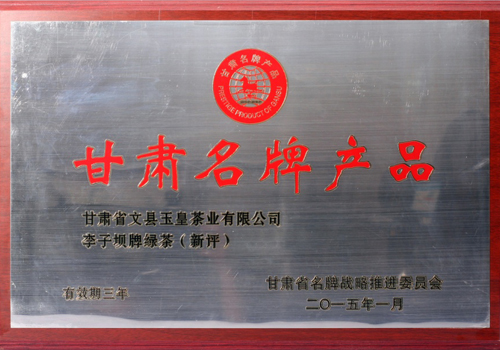 甘肃名牌产品
PRESTIGE PRODUCT OF GANSU
甘肃名牌产品
甘肃省文县玉皇茶业有限公司
李子坝牌绿茶（新评）
有效期三年
甘肃省名牌战略推进委员会
二〇一五年一月